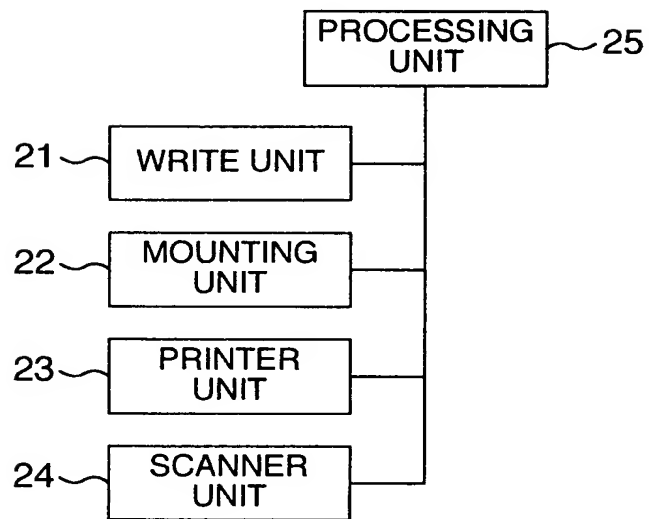 PROCESSING
UNIT
25
21
WRITE UNIT
22
MOUNTING
UNIT
23
PRINTER
UNIT
24
SCANNER
UNIT